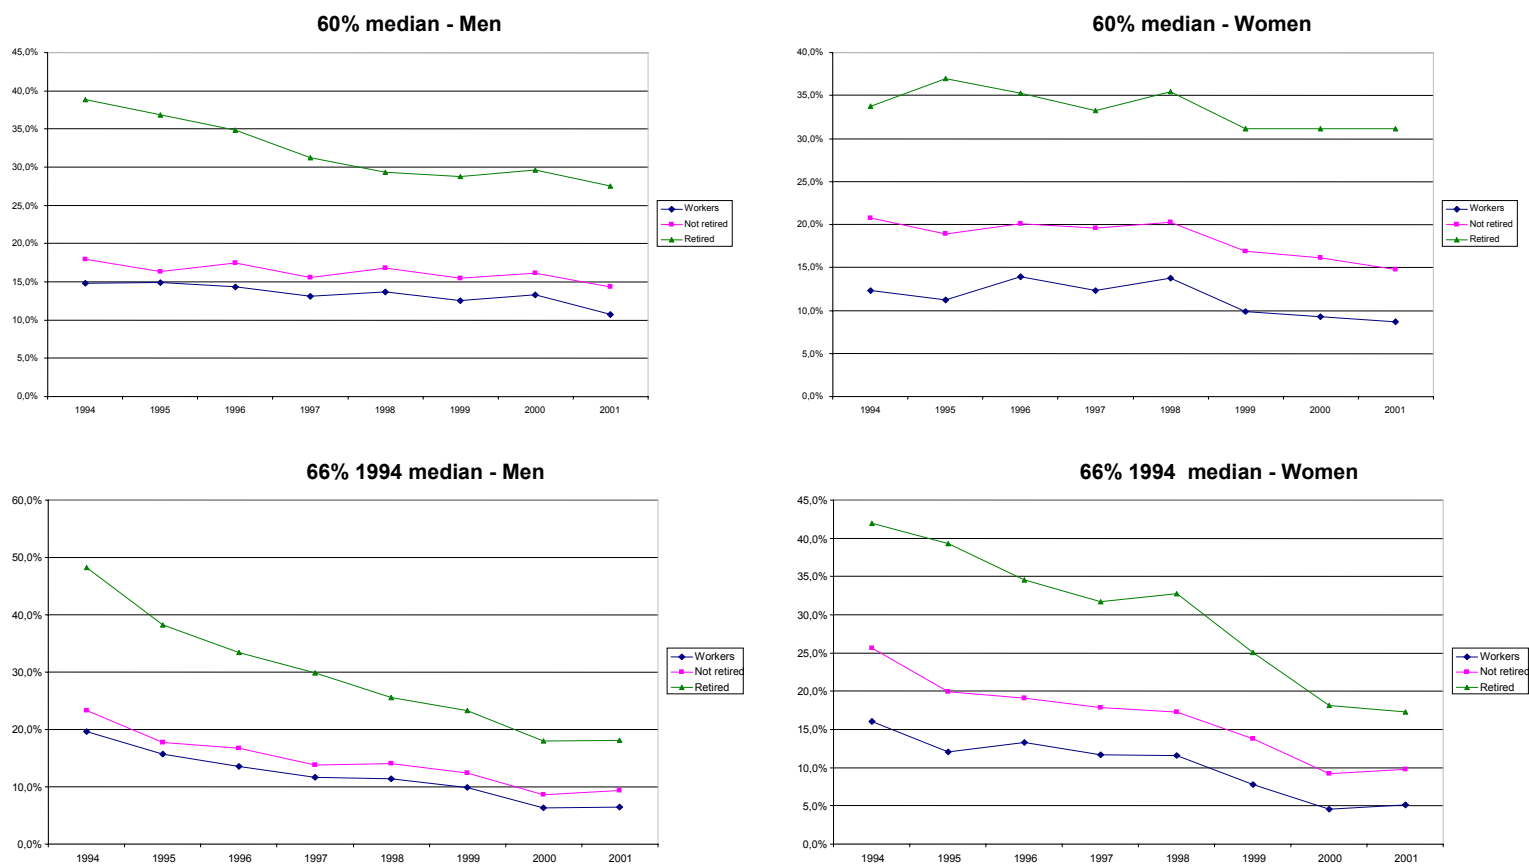 60% median - Men
45,0%
40,0%
35,0%
30,0%
25,0%
20,0%
15,0%
10,0%
5,0%
0,0%
1994 1995 1996 1997 1998 1999 2000 2001
Workers
Not retired
Retired
60% median - Women
40,0%
35,0%
30,0%
25,0%
20,0%
15,0%
10,0%
5,0%
0,0%
1994 1995 1996 1997 1998 1999 2000 2001
Workers
Not retired
Retired
66% 1994 median - Men
60,0%
50,0%
40,0%
30,0%
20,0%
10,0%
0,0%
1994 1995 1996 1997 1998 1999 2000 2001
Workers
Not retired
Retired
66% 1994 median - Women
45,0%
40,0%
35,0%
30,0%
25,0%
20,0%
15,0%
10,0%
5,0%
0,0%
1994 1995 1996 1997 1998 1999 2000 2001
Workers
Not retired
Retired